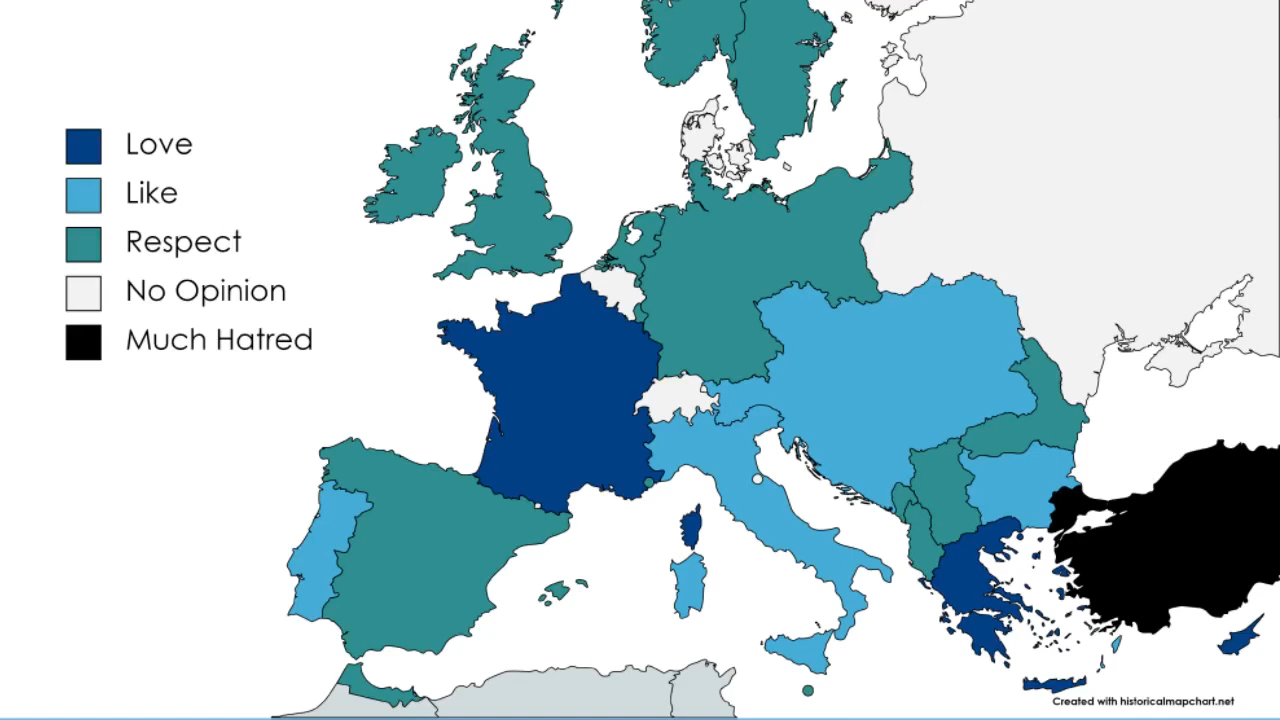 Love
Like
Respect
No Opinion
Much Hatred
Created with historicalmapchart.net